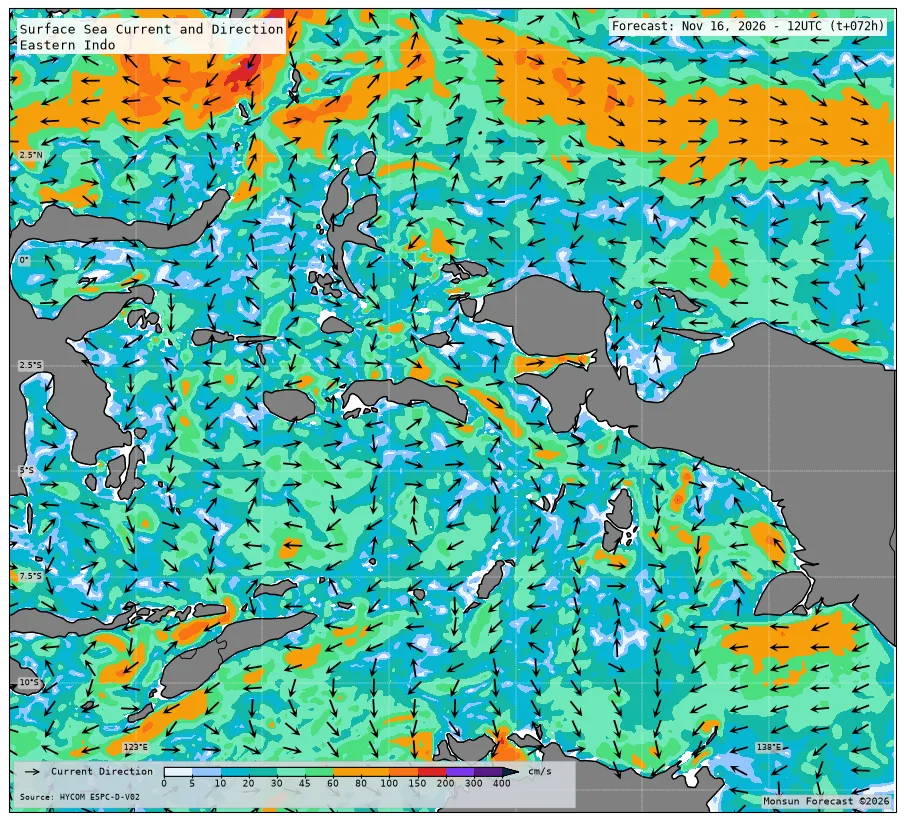 Surface Sea Current and Direction
Eastern Indo
Forecast: Nov 16, 2026 - 12UTC (t+072h)
2.5°N
0°
2.5°S
5°S
7.5°S
10°S
123°E
138°E
Current Direction
0 5 10 20 30 45 60 80 100 150 200 300 400
cm/s
Source: HYCOM ESPC-D-V02
Monsun Forecast ©2026